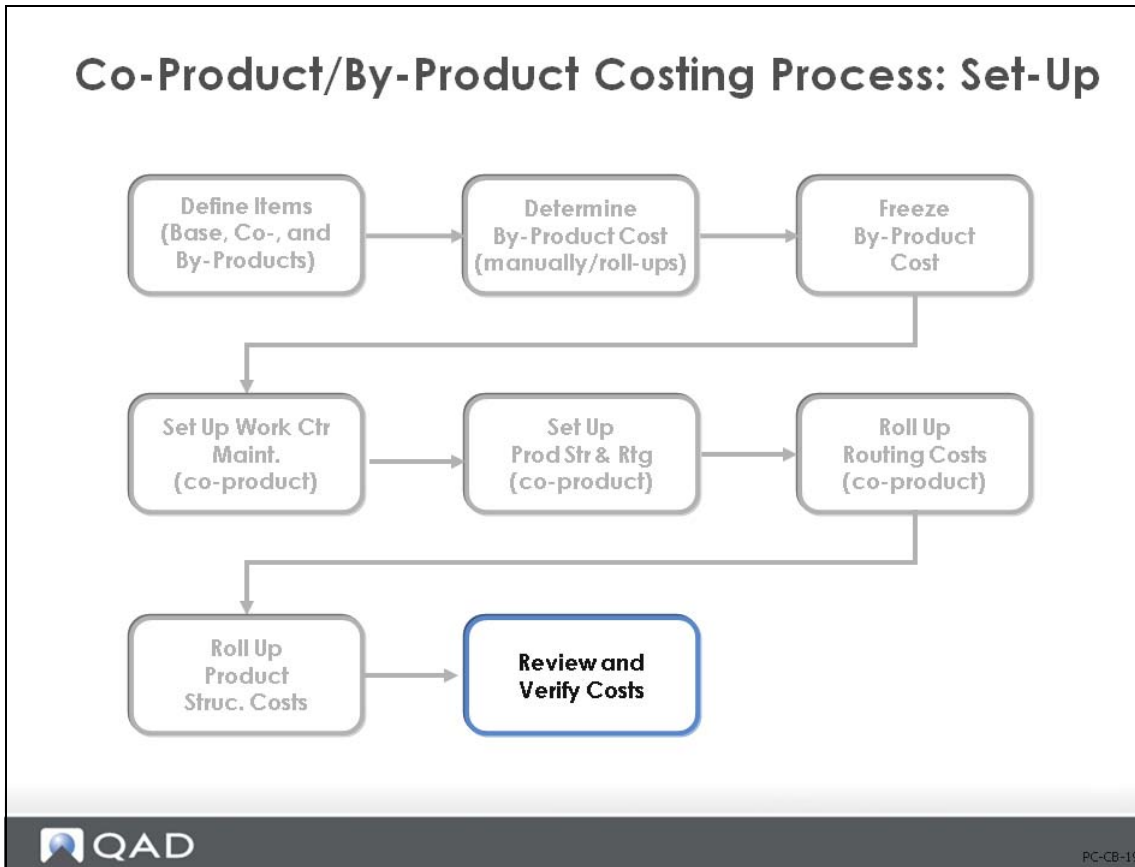 Co-Product/By-Product Costing Process: Set-Up
Define Items
(Base, Co-, and
By-Products)
Determine
By-Product Cost
(manually/roll-ups)
Freeze
By-Product
Cost
Set Up Work Ctr
Maint.
(co-product)
Set Up
Prod Str & Rtg
(co-product)
Roll Up
Routing Costs
(co-product)
Roll Up
Product
Struc. Costs
Review and
Verify Costs
QAD